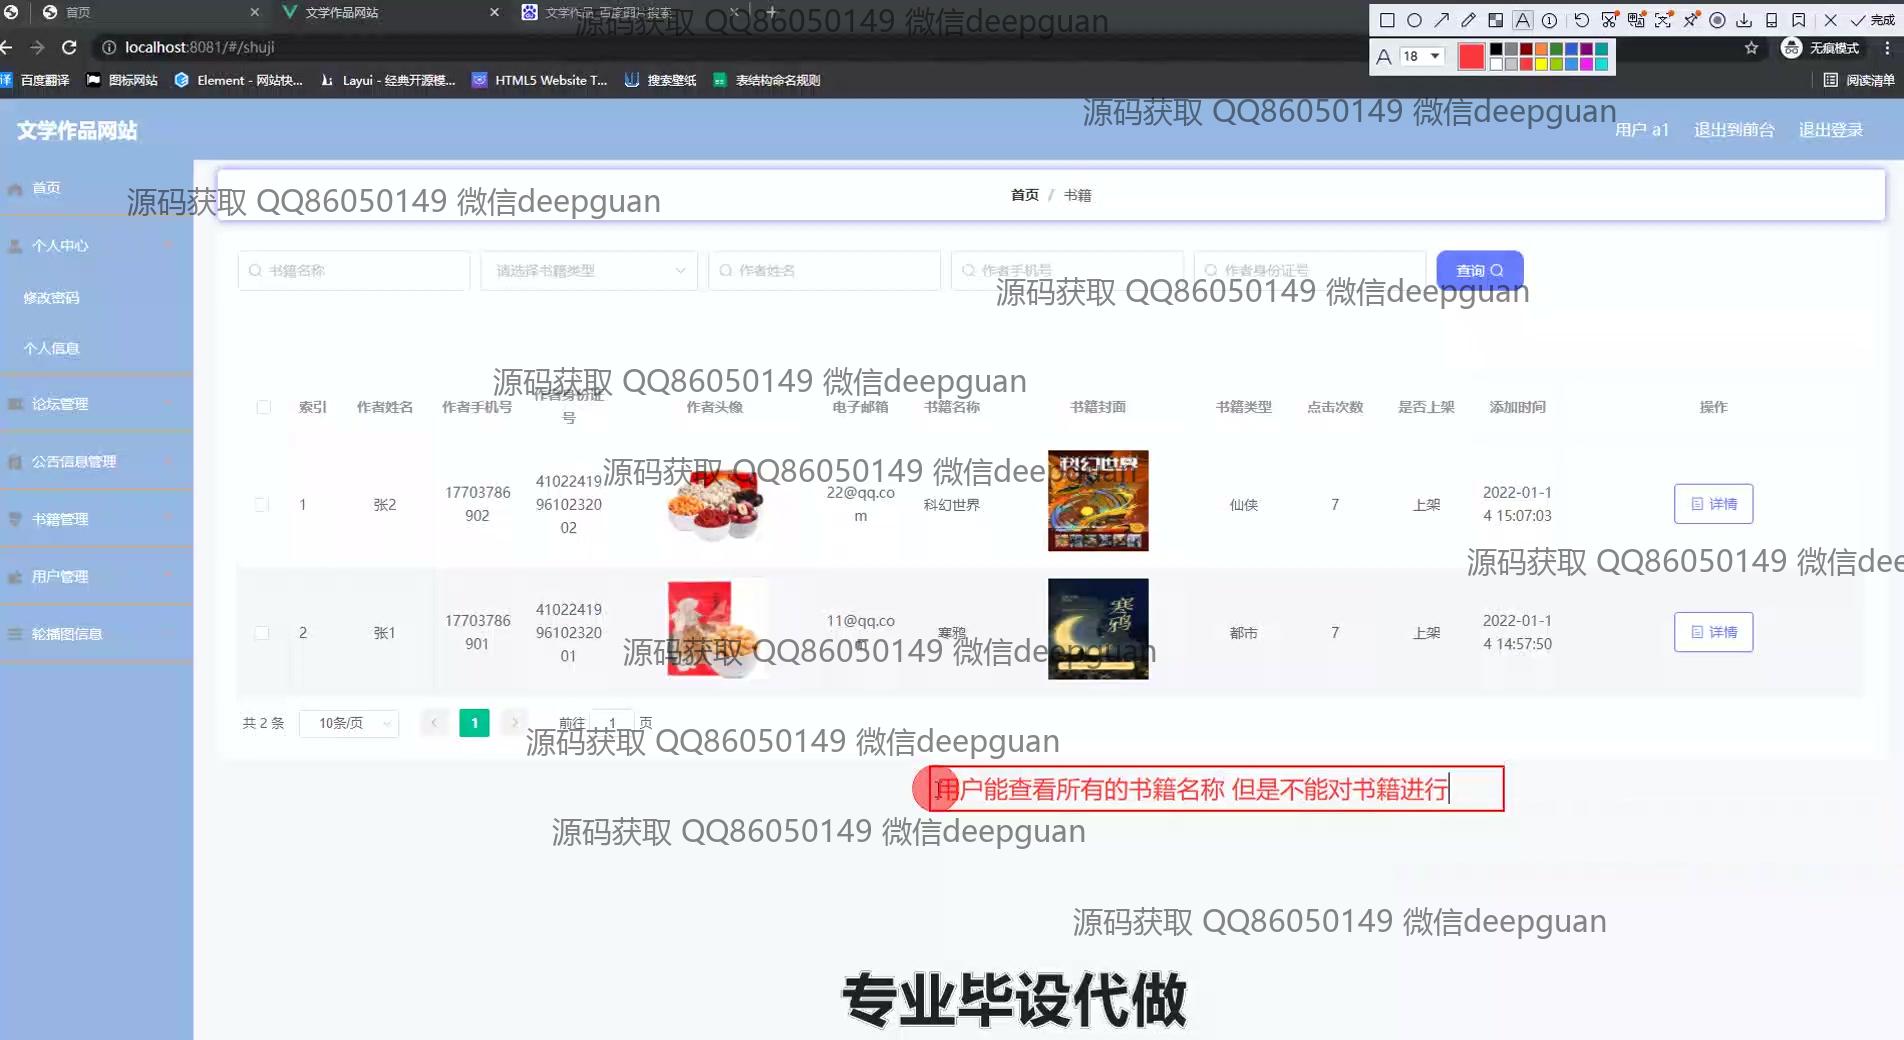 首页
文学作品网站
文学作品_百度图片搜索
源码获取 QQ86050149 微信deepguan
localhost:8081/#/shuji
A 18
完成
无痕模式
译 百度翻译 图标网站 Element - 网站快... Layui - 经典开源模... HTML5 Website T... 搜索壁纸 表结构命名规则 阅读清单
源码获取 QQ86050149 微信deepguan
文学作品网站
用户 a1 退出到前台 退出登录
首页
源码获取 QQ86050149 微信deepguan
首页 / 书籍
个人中心
修改密码
个人信息
论坛管理
公告信息管理
书籍管理
用户管理
轮播图信息
书籍名称 请选择书籍类型 作者姓名 作者手机号 作者身份证号 查询
源码获取 QQ86050149 微信deepguan
源码获取 QQ86050149 微信deepguan
索引 作者姓名 作者手机号 作者身份证号 作者头像 电子邮箱 书籍名称 书籍封面 书籍类型 点击次数 是否上架 添加时间 操作
源码获取 QQ86050149 微信deepguan
1 张2 17703786902 410224199610232002 22@qq.com 科幻世界 科幻世界 仙侠 7 上架 2022-01-14 15:07:03 详情
源码获取 QQ86050149 微信dee
2 张1 17703786901 410224199610232001 11@qq.com 寒鸦 寒鸦 都市 7 上架 2022-01-14 14:57:50 详情
源码获取 QQ86050149 微信deepguan
共 2 条 10条/页 1 前往 1 页
源码获取 QQ86050149 微信deepguan
用户能查看所有的书籍名称 但是不能对书籍进行
源码获取 QQ86050149 微信deepguan
源码获取 QQ86050149 微信deepguan
专业毕设代做